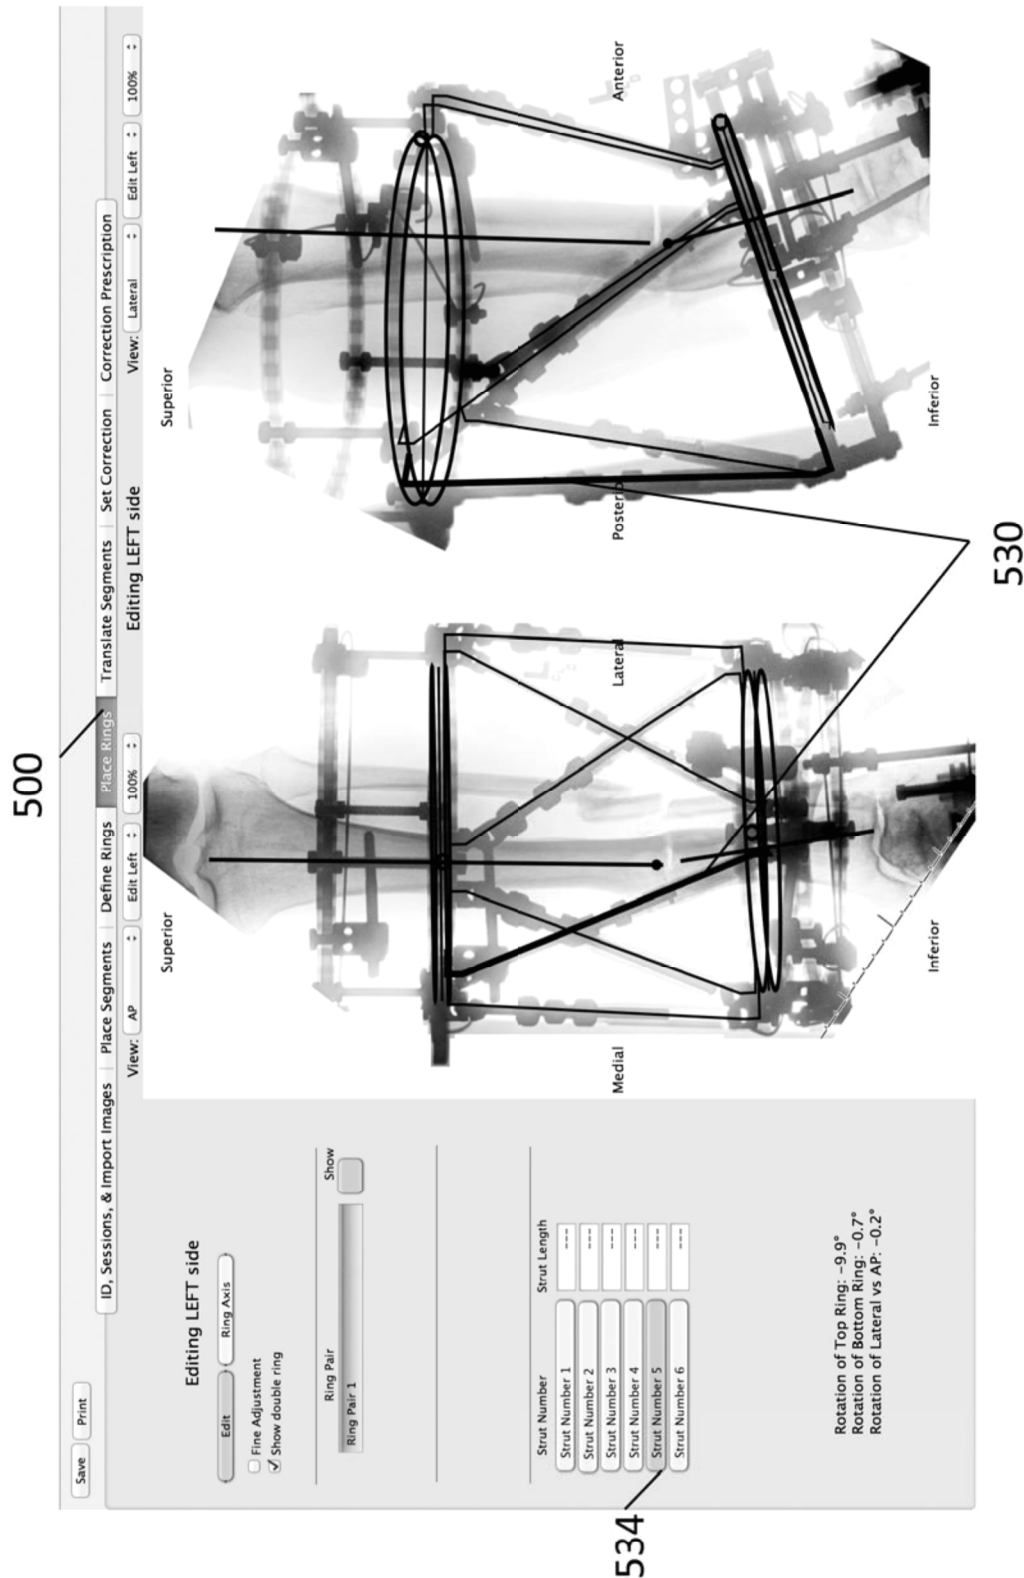 500
Save Print
ID, Sessions, & Import Images Place Segments Define Rings Place Rings Translate Segments Set Correction Correction Prescription
Editing LEFT side
View: AP Edit Left 100%
View: Lateral Edit Left 100%
Editing LEFT side
Edit Ring Axis
Fine Adjustment
Show double ring
Ring Pair Show
Ring Pair 1
Strut Number Strut Length
Strut Number 1 ---
Strut Number 2 ---
Strut Number 3 ---
Strut Number 4 ---
Strut Number 5 ---
Strut Number 6 ---
534
Rotation of Top Ring: -9.9°
Rotation of Bottom Ring: -0.7°
Rotation of Lateral vs AP: -0.2°
Superior
Medial
Lateral
Inferior
Superior
Anterior
Inferior
530